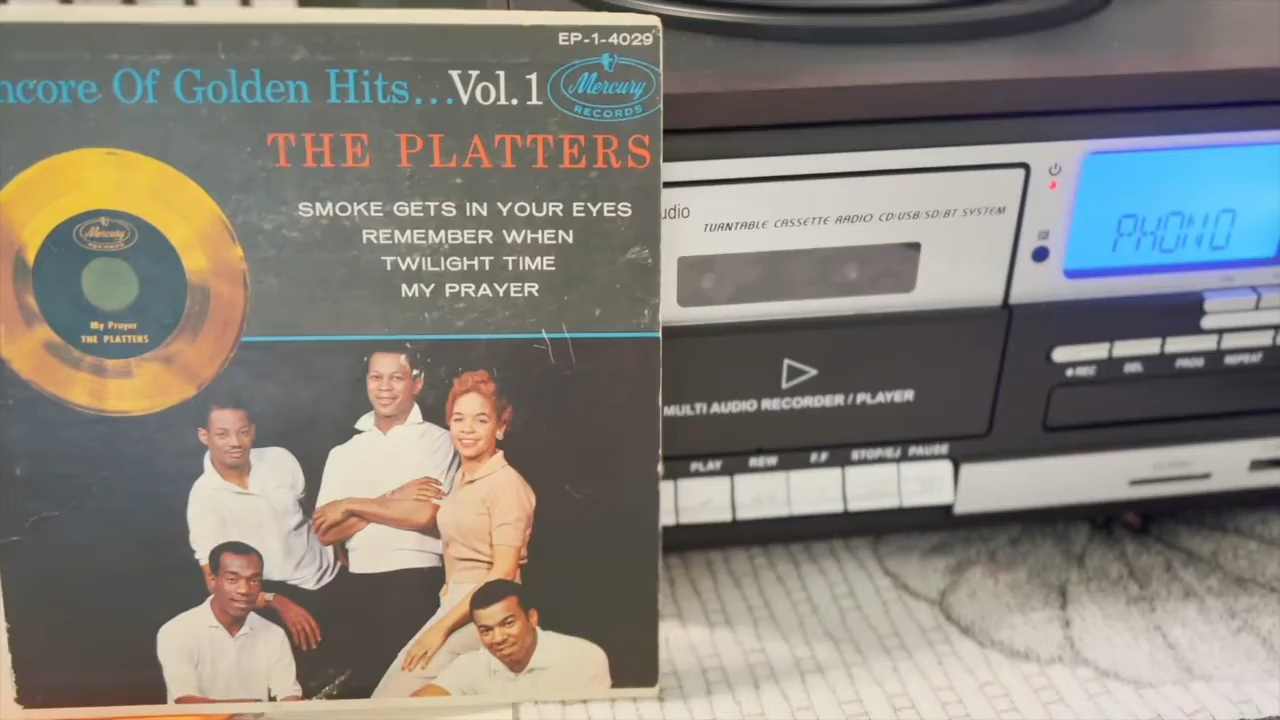 EP-1-4029
ncore Of Golden Hits...Vol.1
Mercury
RECORDS
THE PLATTERS
SMOKE GETS IN YOUR EYES
REMEMBER WHEN
TWILIGHT TIME
MY PRAYER
Mercury
My Prayer
THE PLATTERS
udio
TURNTABLE CASSETTE RADIO CD/USB/SD/BT SYSTEM
PHONO
REC
DEL
PROG
REPEAT
MULTI AUDIO RECORDER / PLAYER
PLAY
REW
F.F
STOP/EJ
PAUSE